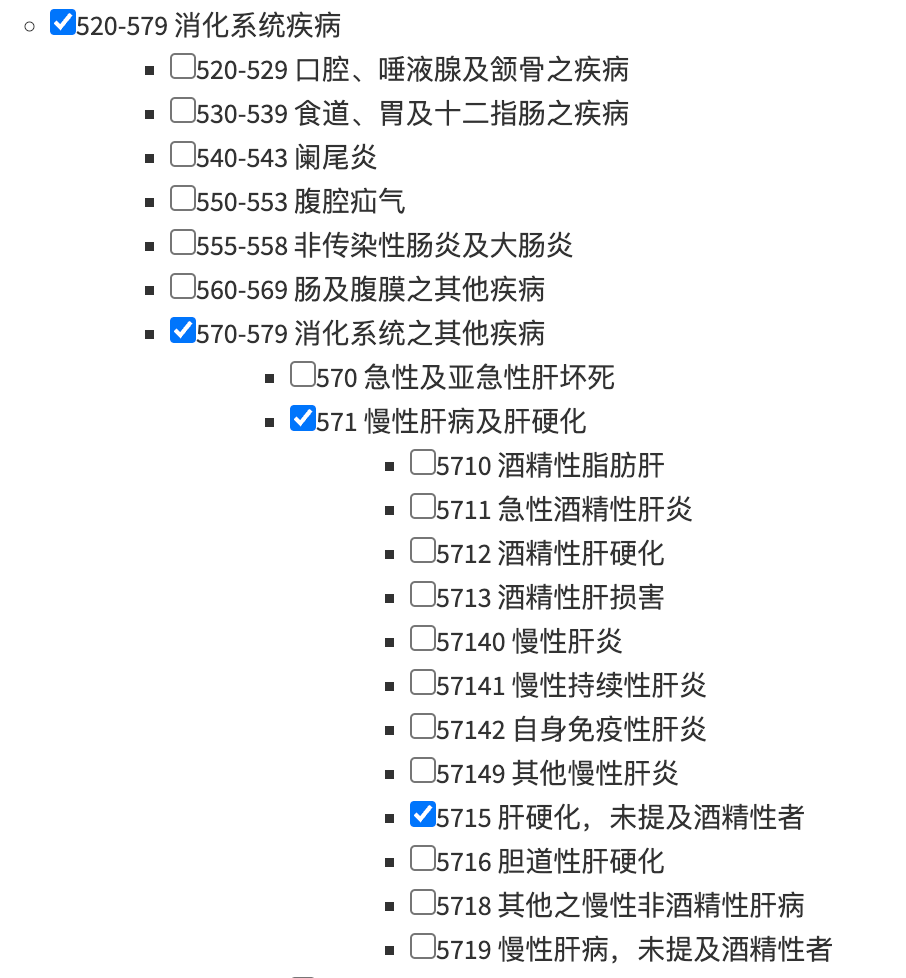 520-579 消化系统疾病
520-529 口腔、唾液腺及颔骨之疾病
530-539 食道、胃及十二指肠之疾病
540-543 阑尾炎
550-553 腹腔疝气
555-558 非传染性肠炎及大肠炎
560-569 肠及腹膜之其他疾病
570-579 消化系统之其他疾病
570 急性及亚急性肝坏死
571 慢性肝病及肝硬化
5710 酒精性脂肪肝
5711 急性酒精性肝炎
5712 酒精性肝硬化
5713 酒精性肝损害
57140 慢性肝炎
57141 慢性持续性肝炎
57142 自身免疫性肝炎
57149 其他慢性肝炎
5715 肝硬化，未提及酒精性者
5716 胆道性肝硬化
5718 其他之慢性非酒精性肝病
5719 慢性肝病，未提及酒精性者